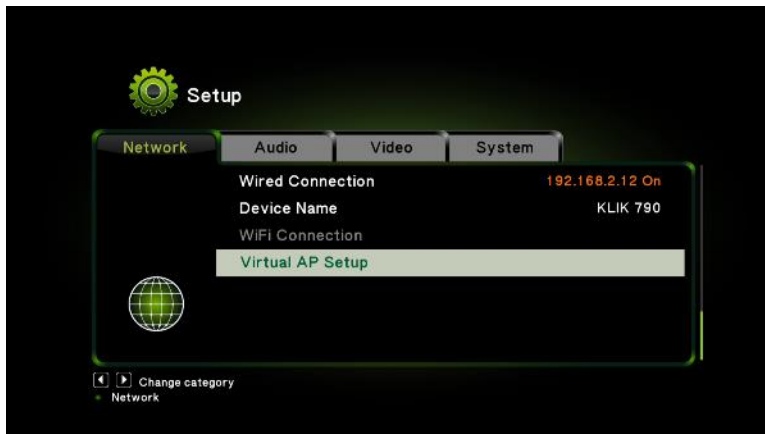 Setup
Network Audio Video System
Wired Connection 192.168.2.12 On
Device Name KLIK 790
WiFi Connection
Virtual AP Setup
Change category
Network